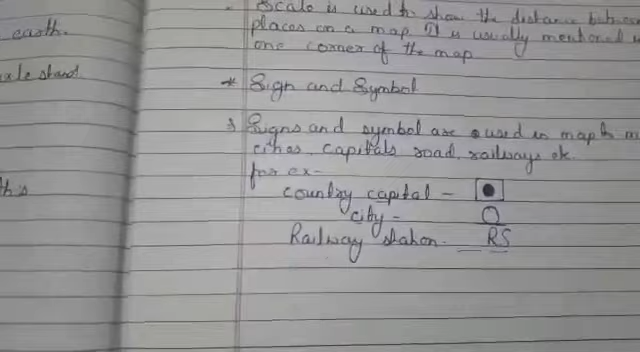 earth.
Scale is used to show the distance
places on a map. It is usually mentioned
one corner of the map
* Sign and Symbol
Signs and symbol are used in map to
cities, capitals road, railways etc.
for ex-
country capital -
city -
Railway station - RS